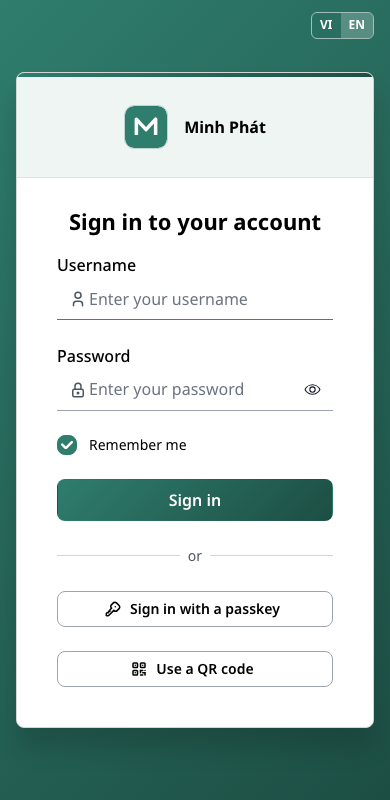 VI EN
Minh Phát
Sign in to your account
Username
Enter your username
Password
Enter your password
Remember me
Sign in
or
Sign in with a passkey
Use a QR code